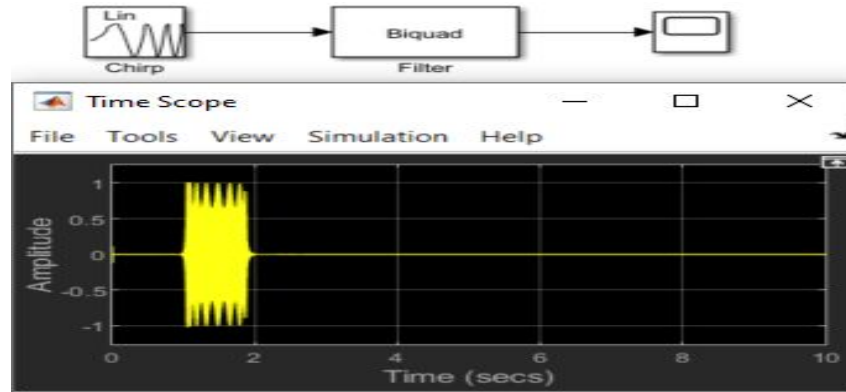 Lin
Biquad
Chirp Filter
Time Scope
File Tools View Simulation Help
Amplitude
1
0.5
0
-0.5
-1
0 2 4 6 8 10
Time (secs)